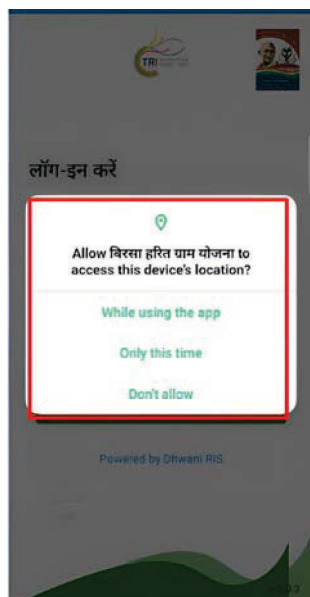 TRI
लॉग-इन करें
Allow बिरसा हरित ग्राम योजना to
access this device's location?
While using the app
Only this time
Don't allow
Powered by Dhwani RIS